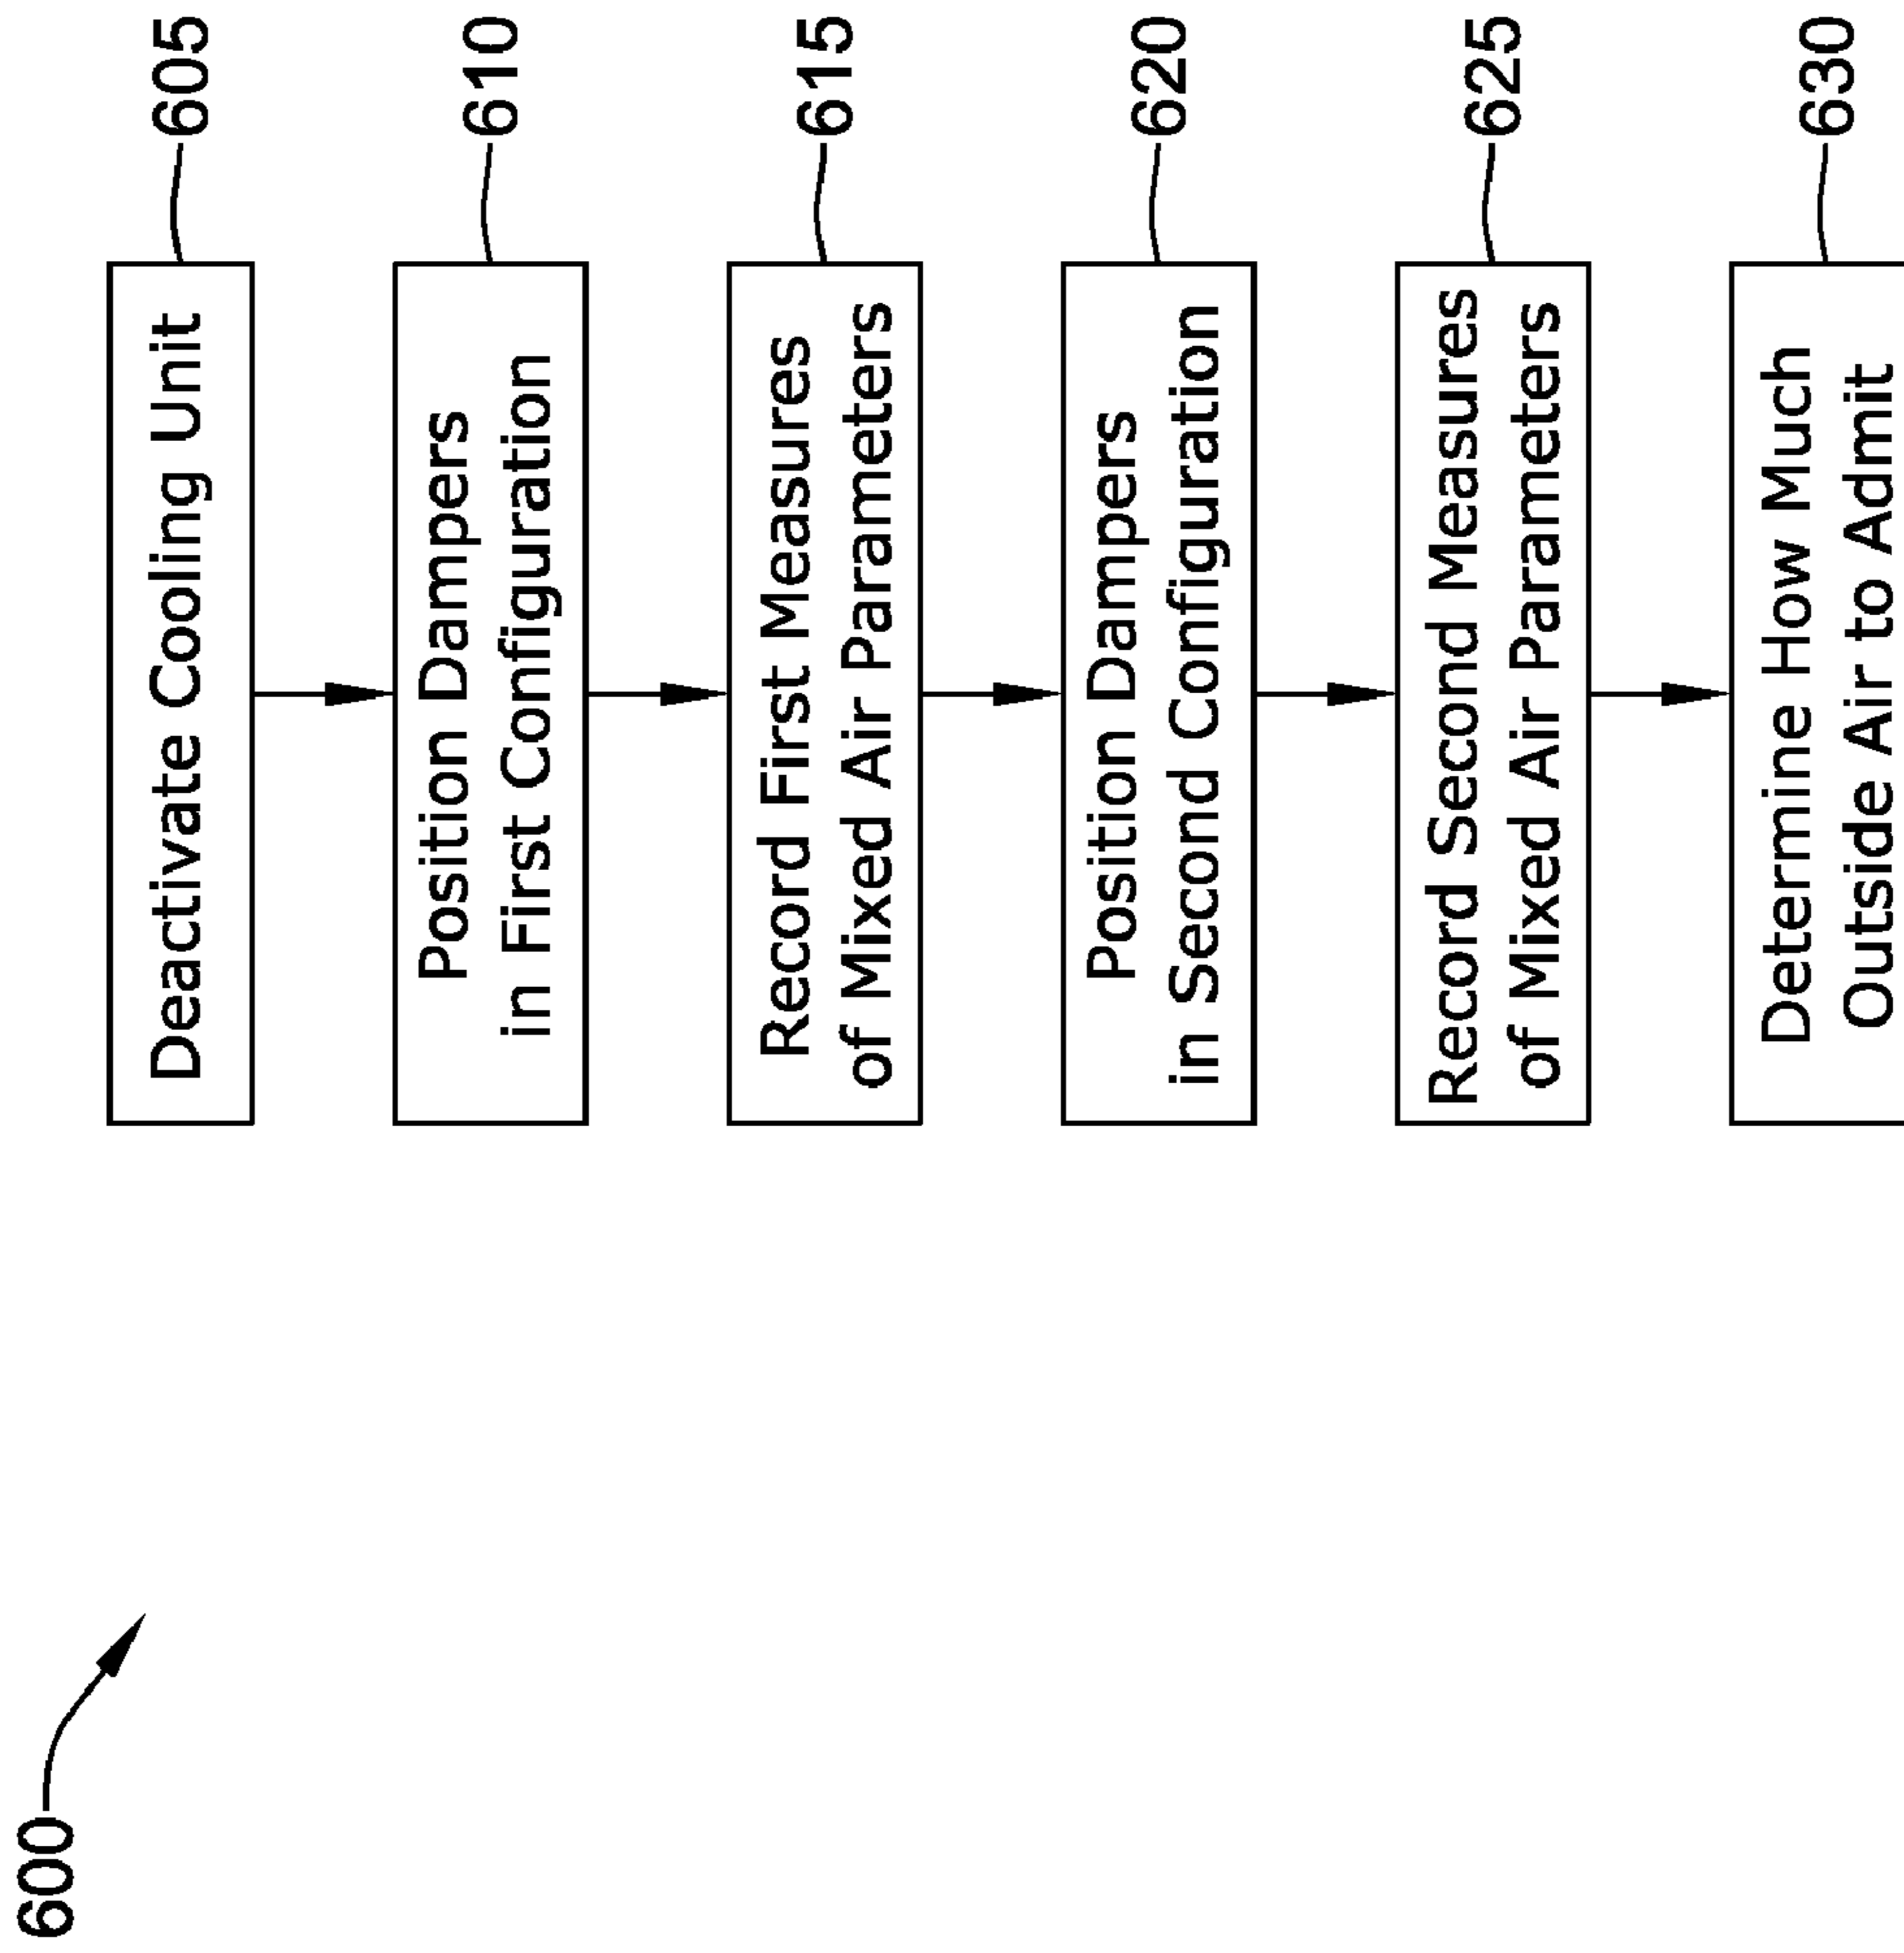 600
Deactivate Cooling Unit
605
Position Dampers
in First Configuration
610
Record First Measures
of Mixed Air Parameters
615
Position Dampers
in Second Configuration
620
Record Second Measures
of Mixed Air Parameters
625
Determine How Much
Outside Air to Admit
630